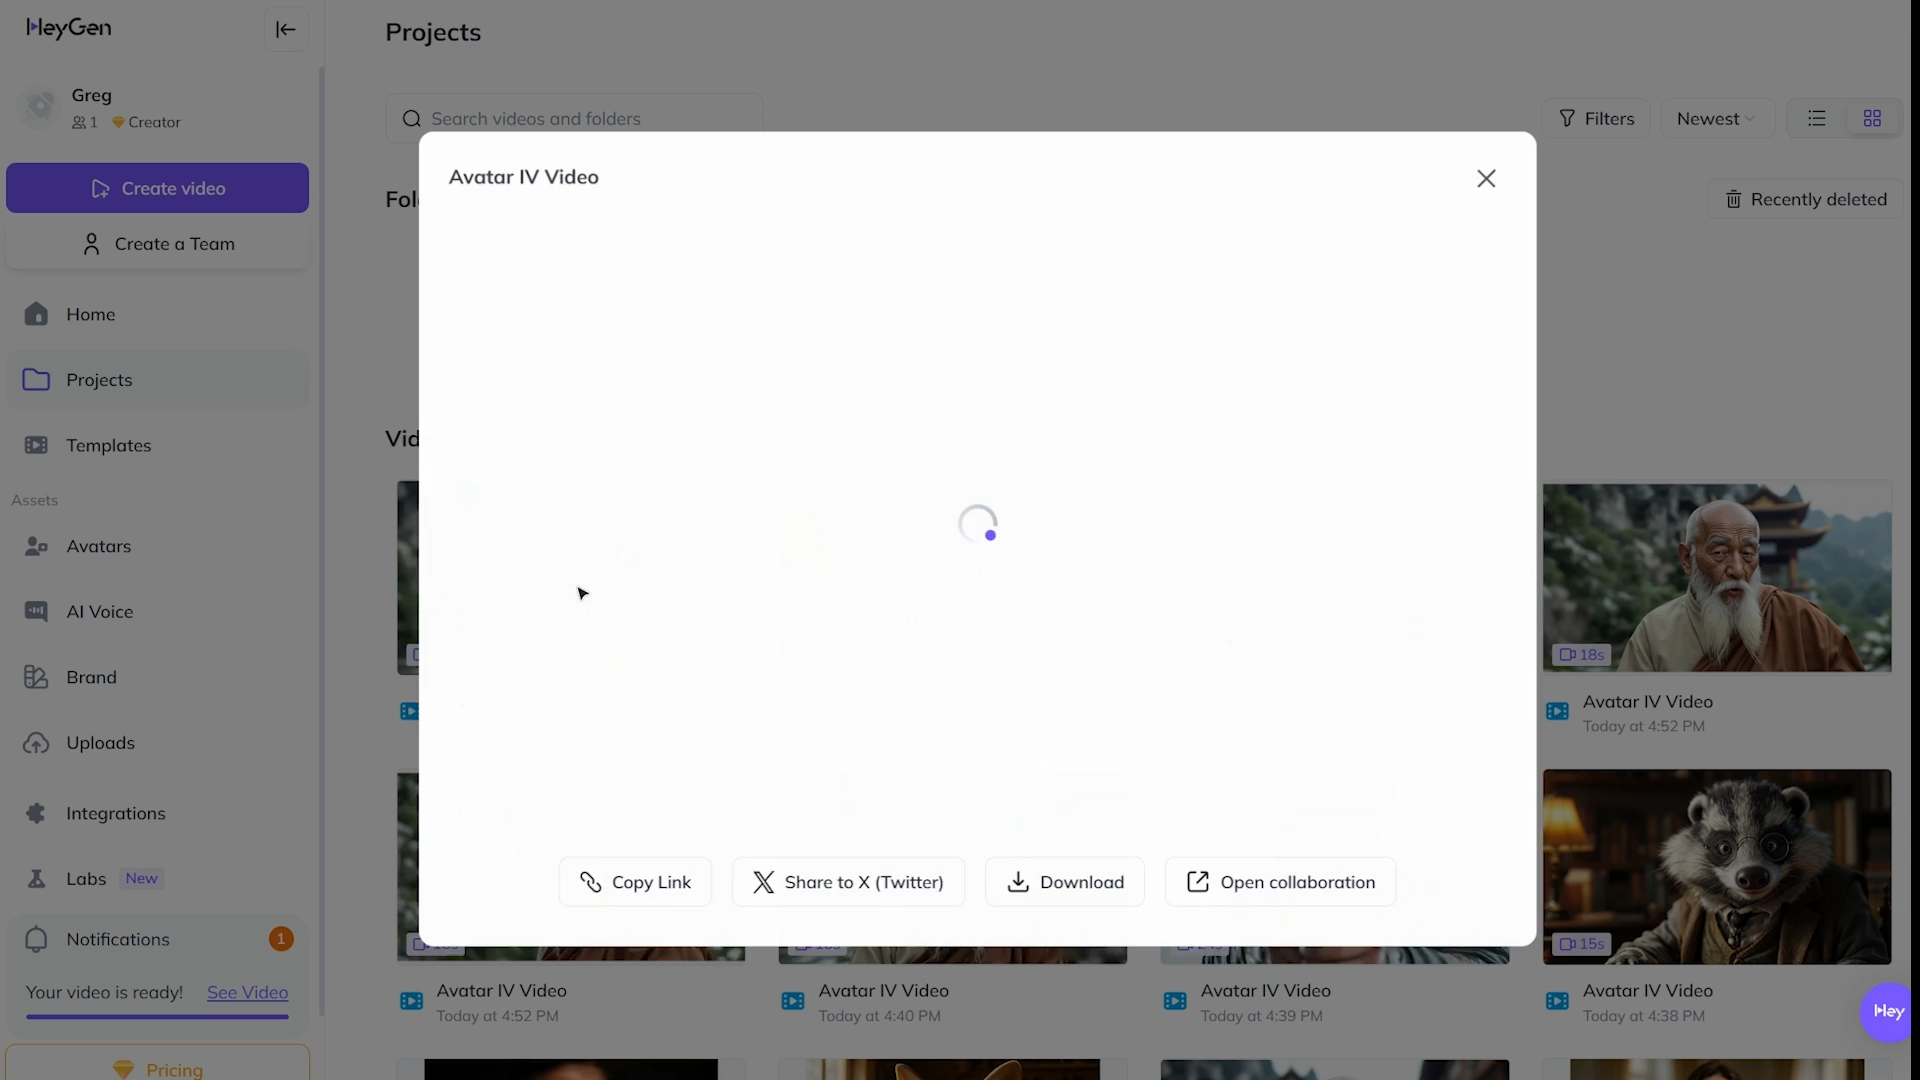 HeyGen
Greg
1 Creator
Create video
Create a Team
Home
Projects
Templates
Assets
Avatars
AI Voice
Brand
Uploads
Integrations
Labs New
Notifications 1
Your video is ready! See Video
Pricing
Projects
Search videos and folders
Filters
Newest
Fol
Recently deleted
Vid
Avatar IV Video
Copy Link
Share to X (Twitter)
Download
Open collaboration
18s
Avatar IV Video
Today at 4:52 PM
15s
Avatar IV Video
Today at 4:52 PM
Avatar IV Video
Today at 4:40 PM
Avatar IV Video
Today at 4:39 PM
Avatar IV Video
Today at 4:38 PM
Hey